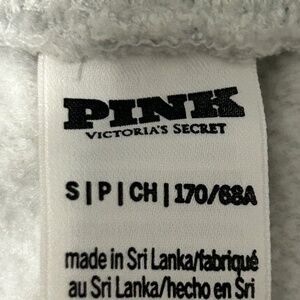 PINK
VICTORIA'S SECRET
S|P|CH|170/68A
made in Sri Lanka/fabriqué
au Sri Lanka/hecho en Sri